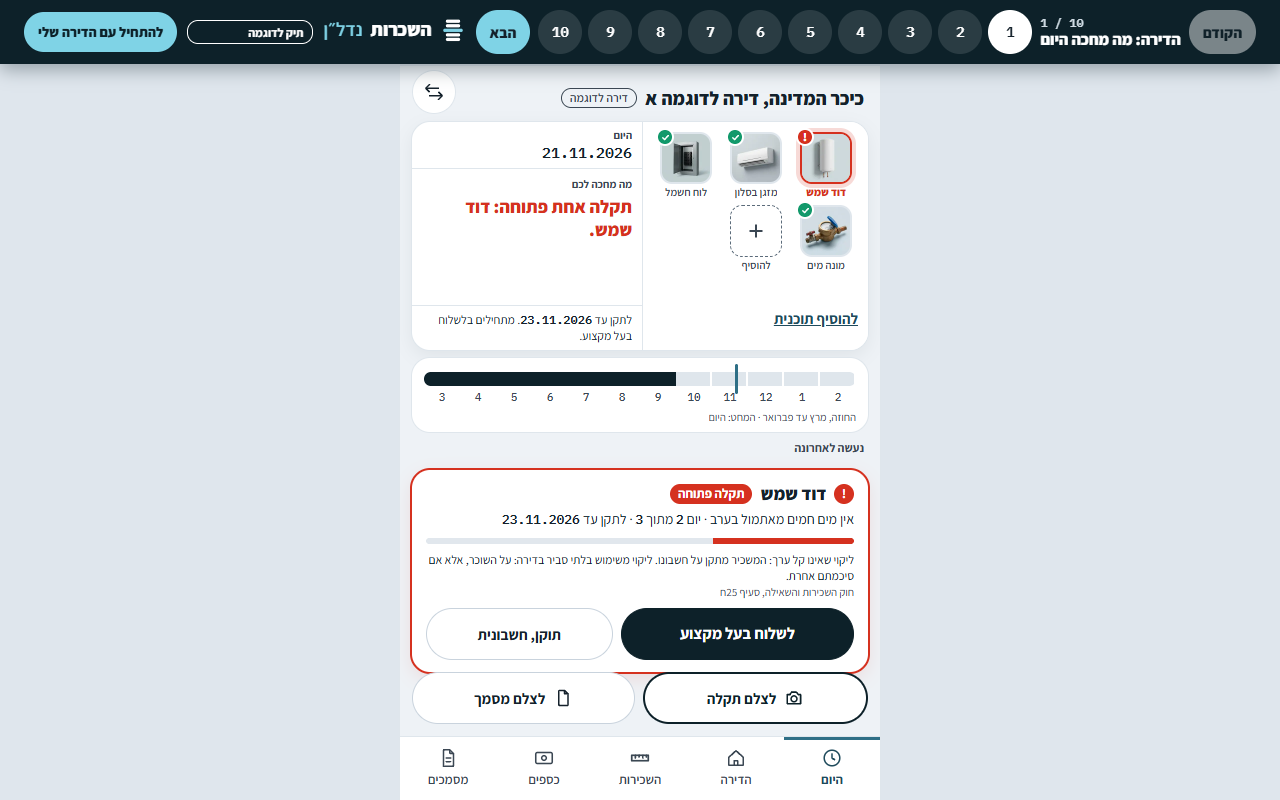 הקודם
1 / 10
הדירה: מה מחכה היום
1
2
3
4
5
6
7
8
9
10
הבא
השכרות נדל״ן
תיק לדוגמה
להתחיל עם הדירה שלי
כיכר המדינה, דירה לדוגמה א
דירה לדוגמה
דוד שמש
מזגן בסלון
לוח חשמל
מונה מים
להוסיף
להוסיף תוכנית
היום
21.11.2026
מה מחכה לכם
תקלה אחת פתוחה: דוד
שמש.
לתקן עד 23.11.2026. מתחילים בלשלוח
בעל מקצוע.
3 4 5 6 7 8 9 10 11 12 1 2
החוזה, מרץ עד פברואר · המחט: היום
נעשה לאחרונה
דוד שמש
תקלה פתוחה
אין מים חמים מאתמול בערב · יום 2 מתוך 3 · לתקן עד 23.11.2026
ליקוי שאינו קל ערך: המשכיר מתקן על חשבונו. ליקוי משימוש בלתי סביר בדירה: על השוכר, אלא אם
סיכמתם אחרת.
חוק השכירות והשאילה, סעיף 25ח
לשלוח בעל מקצוע
תוקן, חשבונית
לצלם תקלה
לצלם מסמך
היום
הדירה
השכירות
כספים
מסמכים